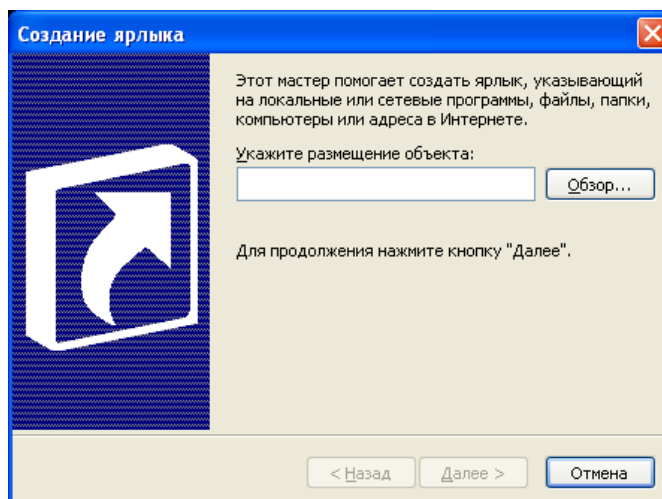 Создание ярлыка
Этот мастер помогает создать ярлык, указывающий
на локальные или сетевые программы, файлы, папки,
компьютеры или адреса в Интернете.
Укажите размещение объекта:
Обзор...
Для продолжения нажмите кнопку "Далее".
< Назад
Далее >
Отмена